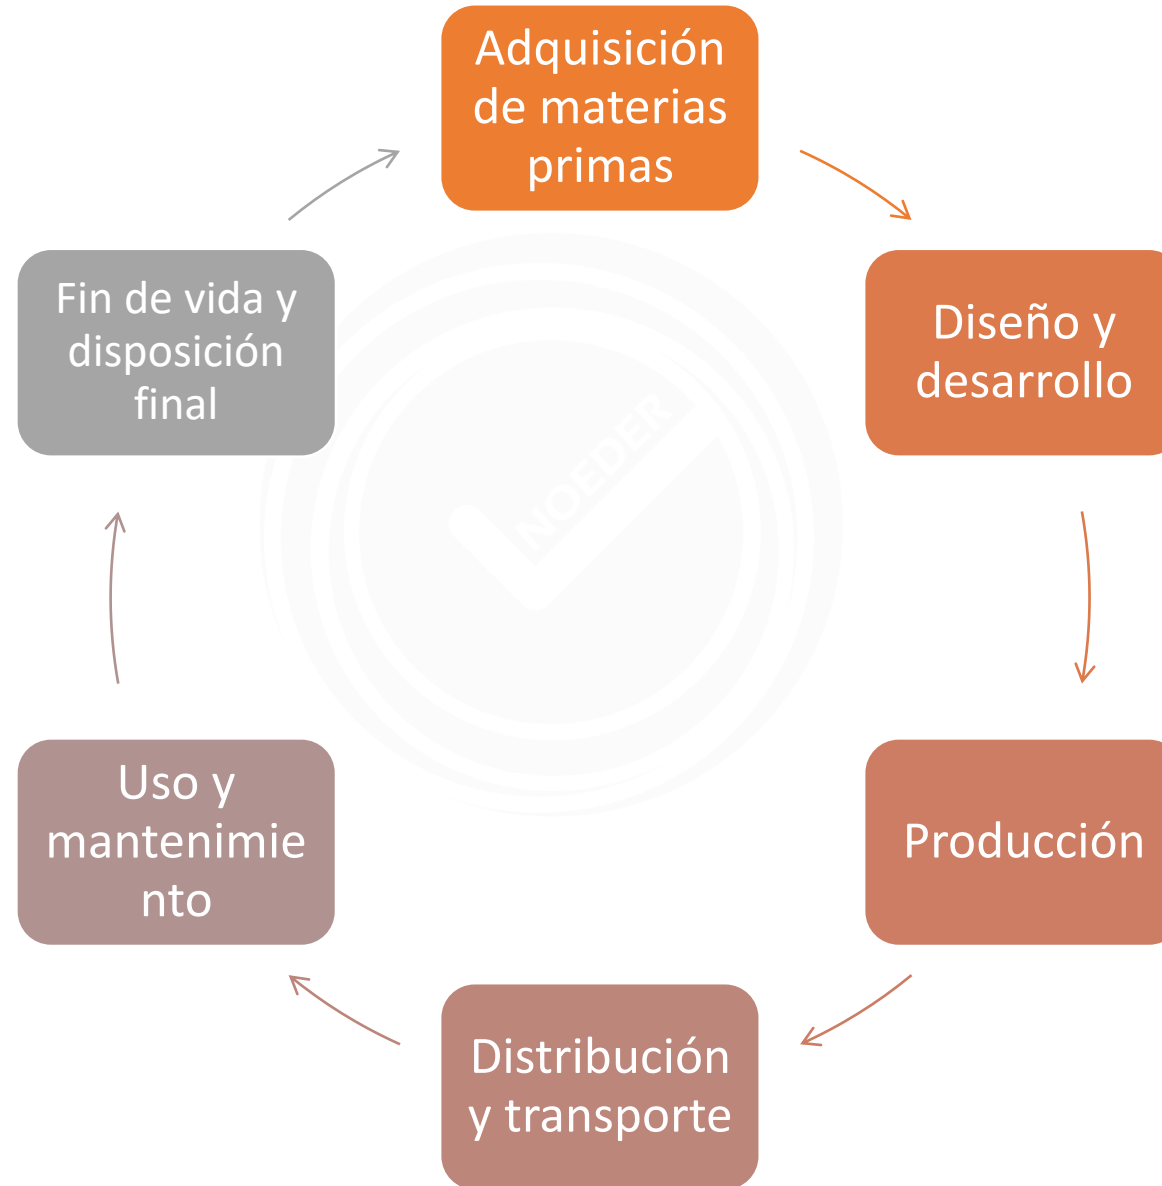 Adquisición
de materias
primas
Diseño y
desarrollo
Producción
Distribución
y transporte
Uso y
mantenimie
nto
Fin de vida y
disposición
final
NOEDER